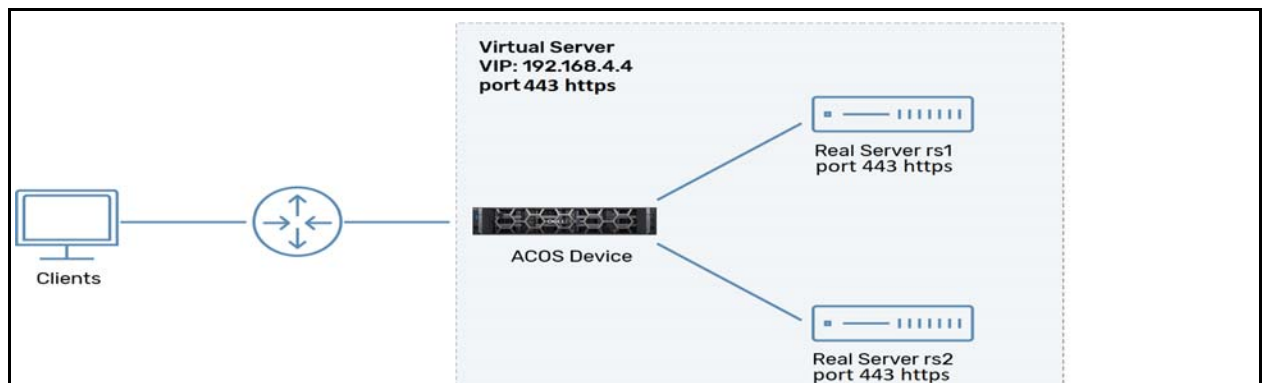 Virtual Server
VIP: 192.168.4.4
port 443 https
Real Server rs1
port 443 https
ACOS Device
Clients
Real Server rs2
port 443 https